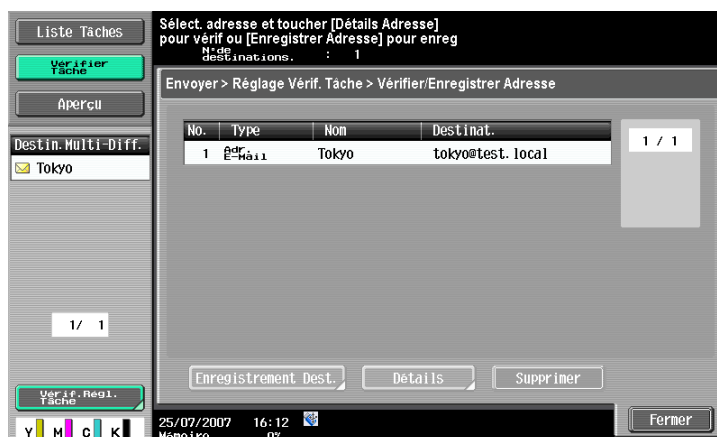 Liste Tâches
Vérifier
Tâche
Aperçu
Destin.Multi-Diff.
Tokyo
1/ 1
Vérif.Régl.
Tâche
Y M C K
Sélect. adresse et toucher [Détails Adresse]
pour vérif ou [Enregistrer Adresse] pour enreg
N°de
destinations. : 1
Envoyer > Réglage Vérif. Tâche > Vérifier/Enregistrer Adresse
No. Type Nom Destinat.
1 Adr. E-Mail Tokyo tokyo@test.local
1 / 1
Enregistrement Dest. Détails Supprimer
25/07/2007 16:12
Mémoire 0%
Fermer